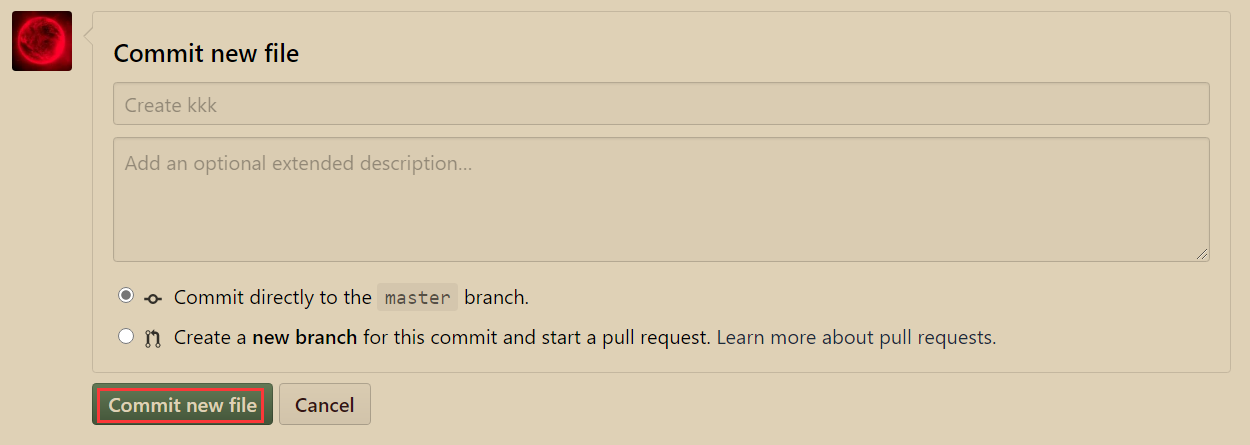 Commit new file
Create kkk
Add an optional extended description...
Commit directly to the master branch.
Create a new branch for this commit and start a pull request. Learn more about pull requests.
Commit new file Cancel